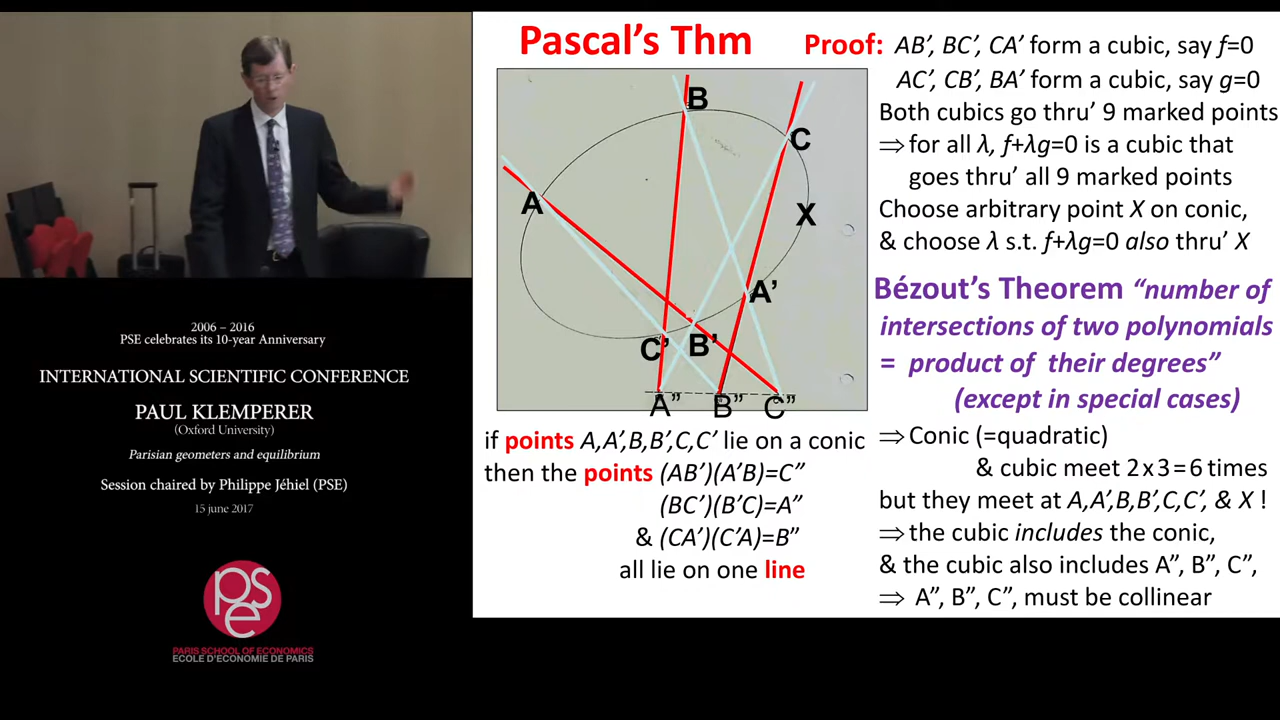 Pascal's Thm
B
C
A
X
A'
C'
B'
A”
B”
C”
if points A,A',B,B',C,C' lie on a conic
then the points (AB')(A'B)=C”
(BC')(B'C)=A”
& (CA')(C'A)=B”
all lie on one line
Proof: AB', BC', CA' form a cubic, say f=0
AC', CB', BA' form a cubic, say g=0
Both cubics go thru' 9 marked points
⇒ for all λ, f+λg=0 is a cubic that
goes thru' all 9 marked points
Choose arbitrary point X on conic,
& choose λ s.t. f+λg=0 also thru' X
Bézout's Theorem “number of
intersections of two polynomials
= product of their degrees”
(except in special cases)
⇒ Conic (=quadratic)
& cubic meet 2 x 3 = 6 times
but they meet at A,A',B,B',C,C', & X !
⇒ the cubic includes the conic,
& the cubic also includes A”, B”, C”,
⇒ A”, B”, C”, must be collinear
2006 – 2016
PSE celebrates its 10-year Anniversary
INTERNATIONAL SCIENTIFIC CONFERENCE
PAUL KLEMPERER
(Oxford University)
Parisian geometers and equilibrium
Session chaired by Philippe Jéhiel (PSE)
15 june 2017
pse
PARIS SCHOOL OF ECONOMICS
ECOLE D'ECONOMIE DE PARIS